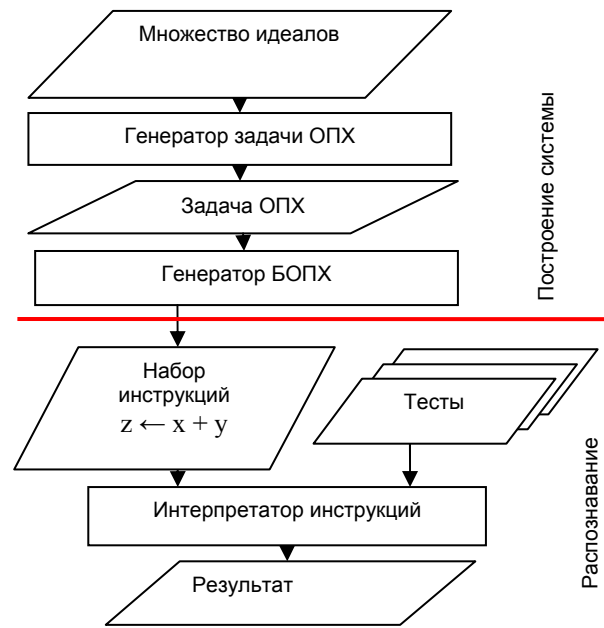 Множество идеалов
Генератор задачи ОПХ
Задача ОПХ
Генератор БОПХ
Построение системы
Набор
инструкций
z ← x + y
Тесты
Интерпретатор инструкций
Результат
Распознавание